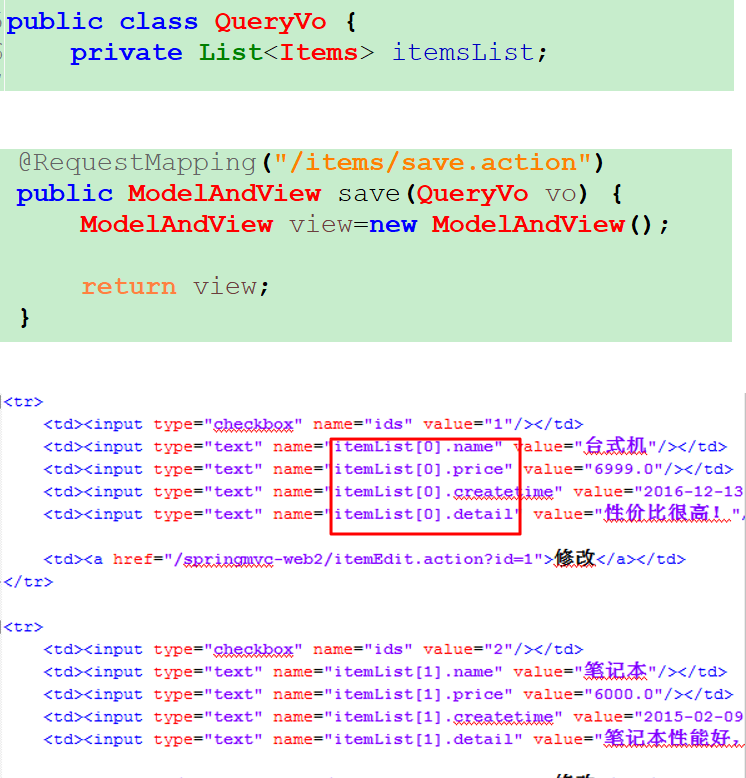 public class QueryVo {
private List<Items> itemsList;
@RequestMapping("/items/save.action")
public ModelAndView save(QueryVo vo) {
ModelAndView view=new ModelAndView();
return view;
}
<tr>
<td><input type="checkbox" name="ids" value="1"/></td>
<td><input type="text" name="itemList[0].name" value="台式机"/></td>
<td><input type="text" name="itemList[0].price" value="6999.0"/></td>
<td><input type="text" name="itemList[0].createtime" value="2016-12-13
<td><input type="text" name="itemList[0].detail" value="性价比很高！"/
<td><a href="/springmvc-web2/itemEdit.action?id=1">修改</a></td>
</tr>
<tr>
<td><input type="checkbox" name="ids" value="2"/></td>
<td><input type="text" name="itemList[1].name" value="笔记本"/></td>
<td><input type="text" name="itemList[1].price" value="6000.0"/></td>
<td><input type="text" name="itemList[1].createtime" value="2015-02-09
<td><input type="text" name="itemList[1].detail" value="笔记本性能好，